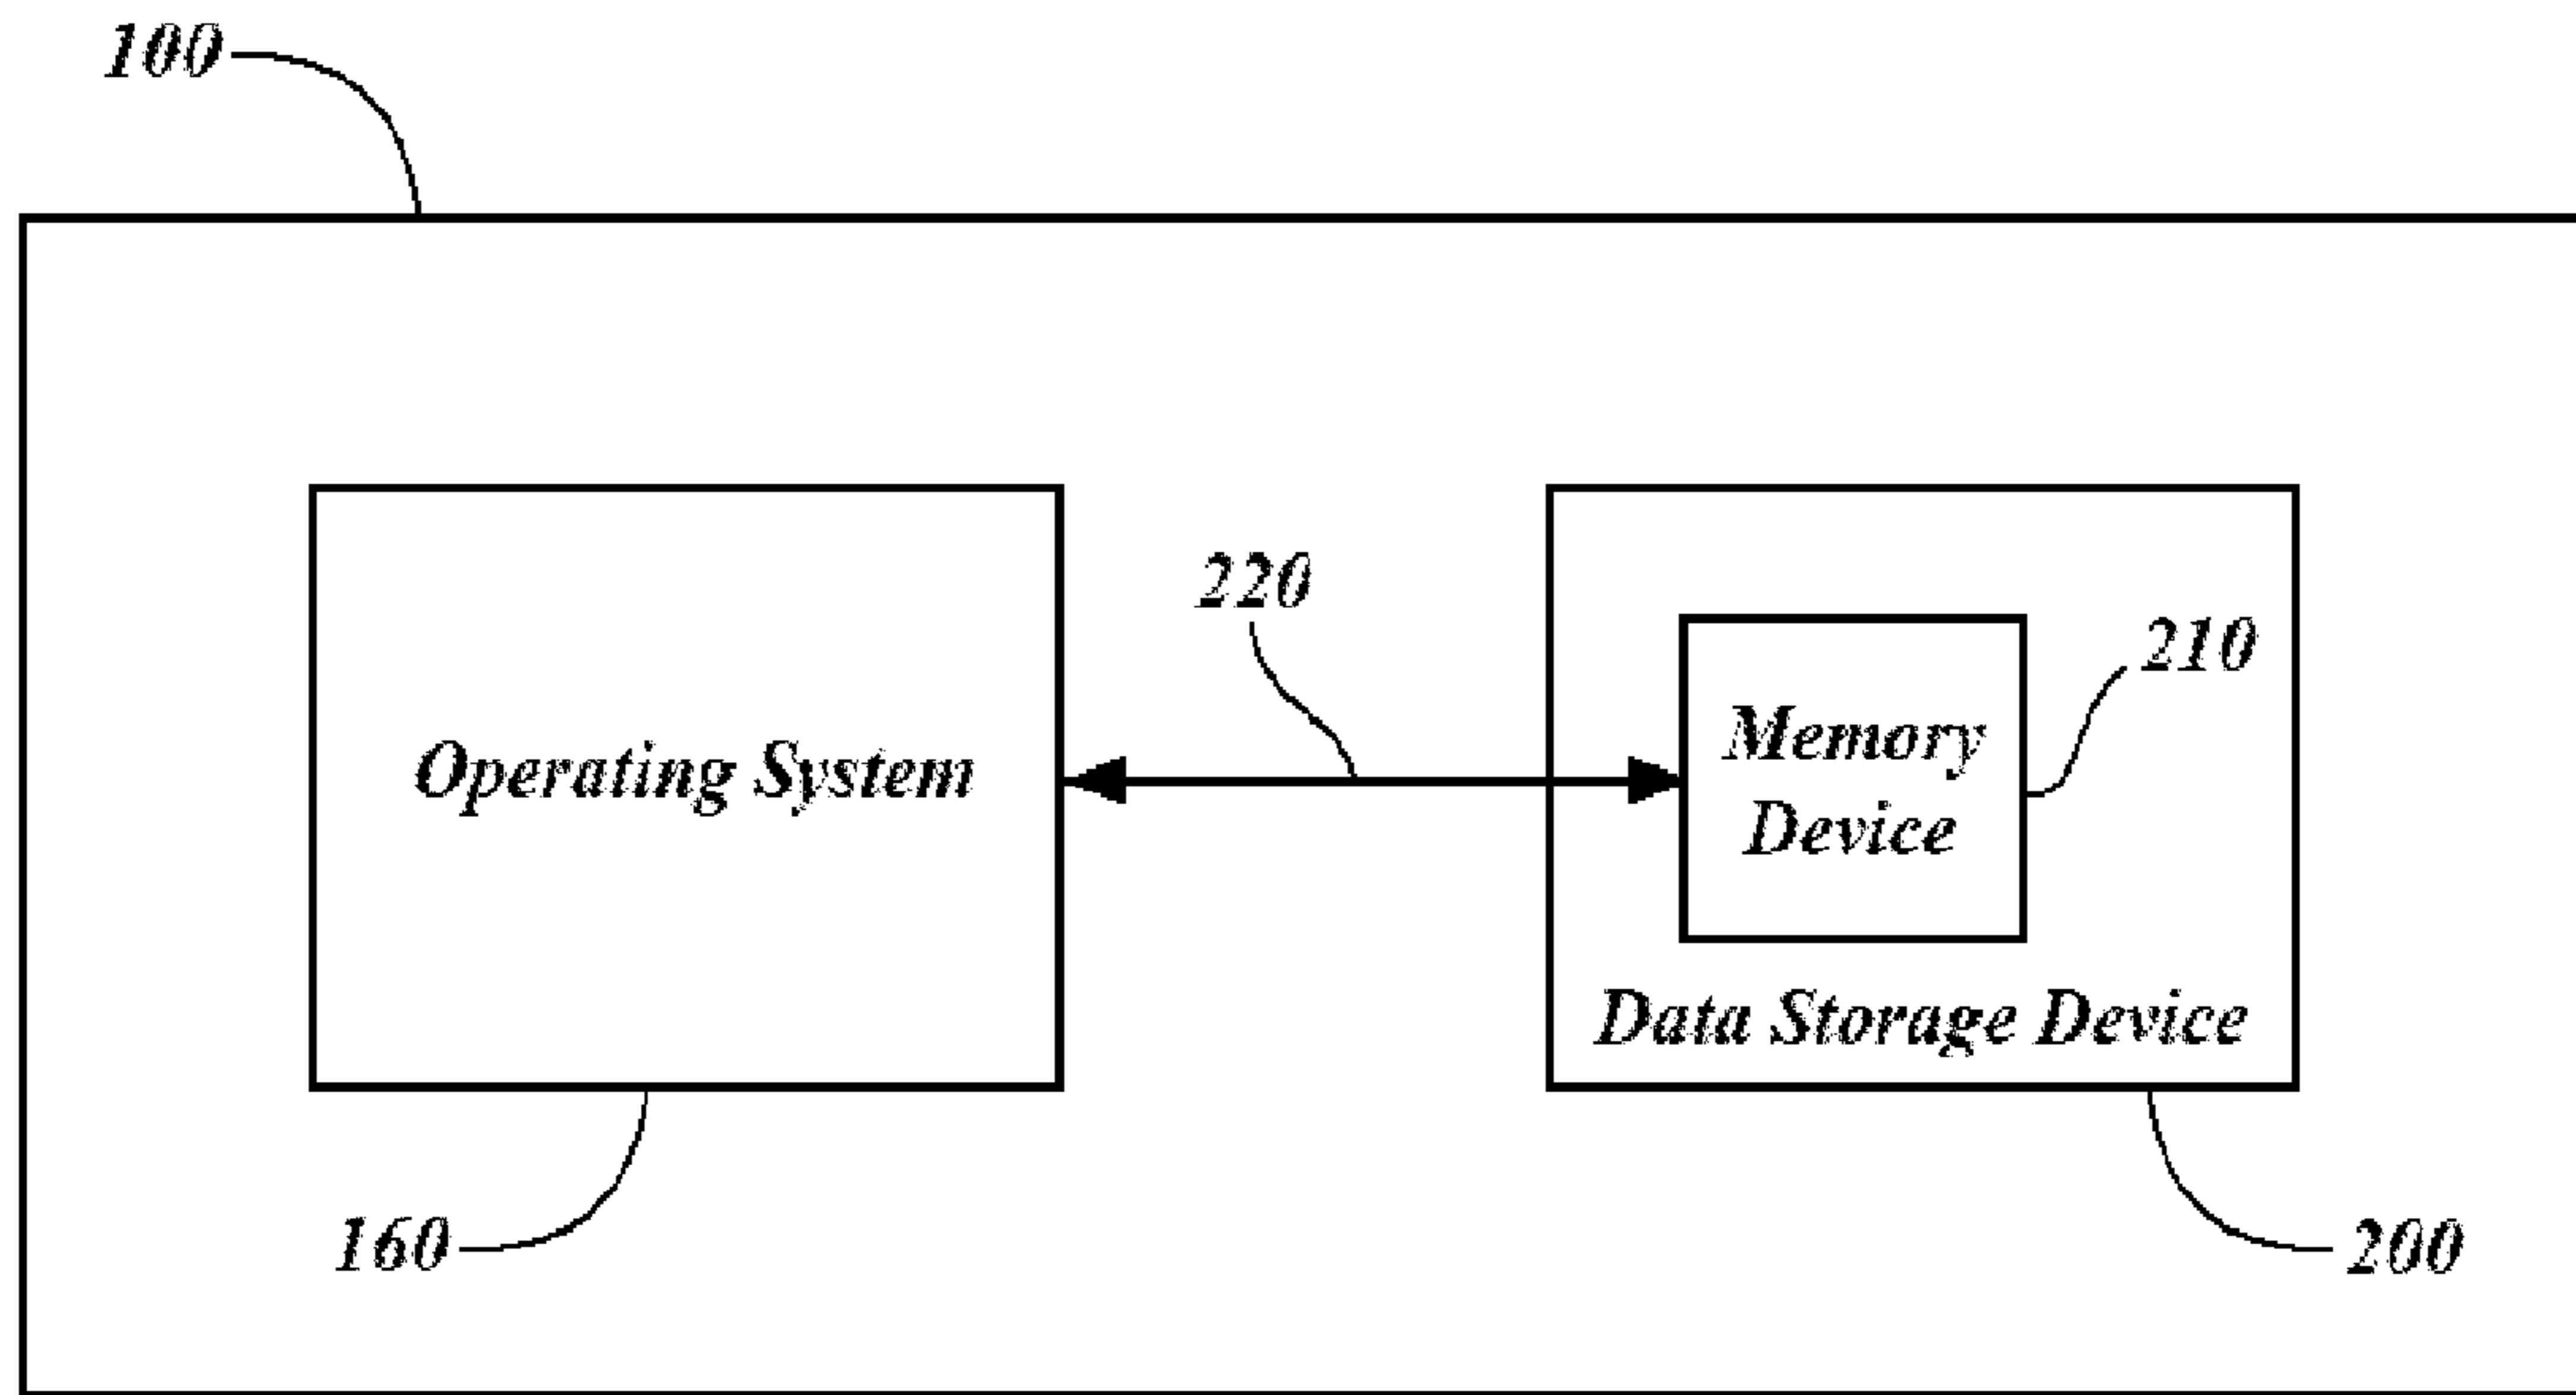 100
220
210
Memory
Device
Operating System
Data Storage Device
160
200